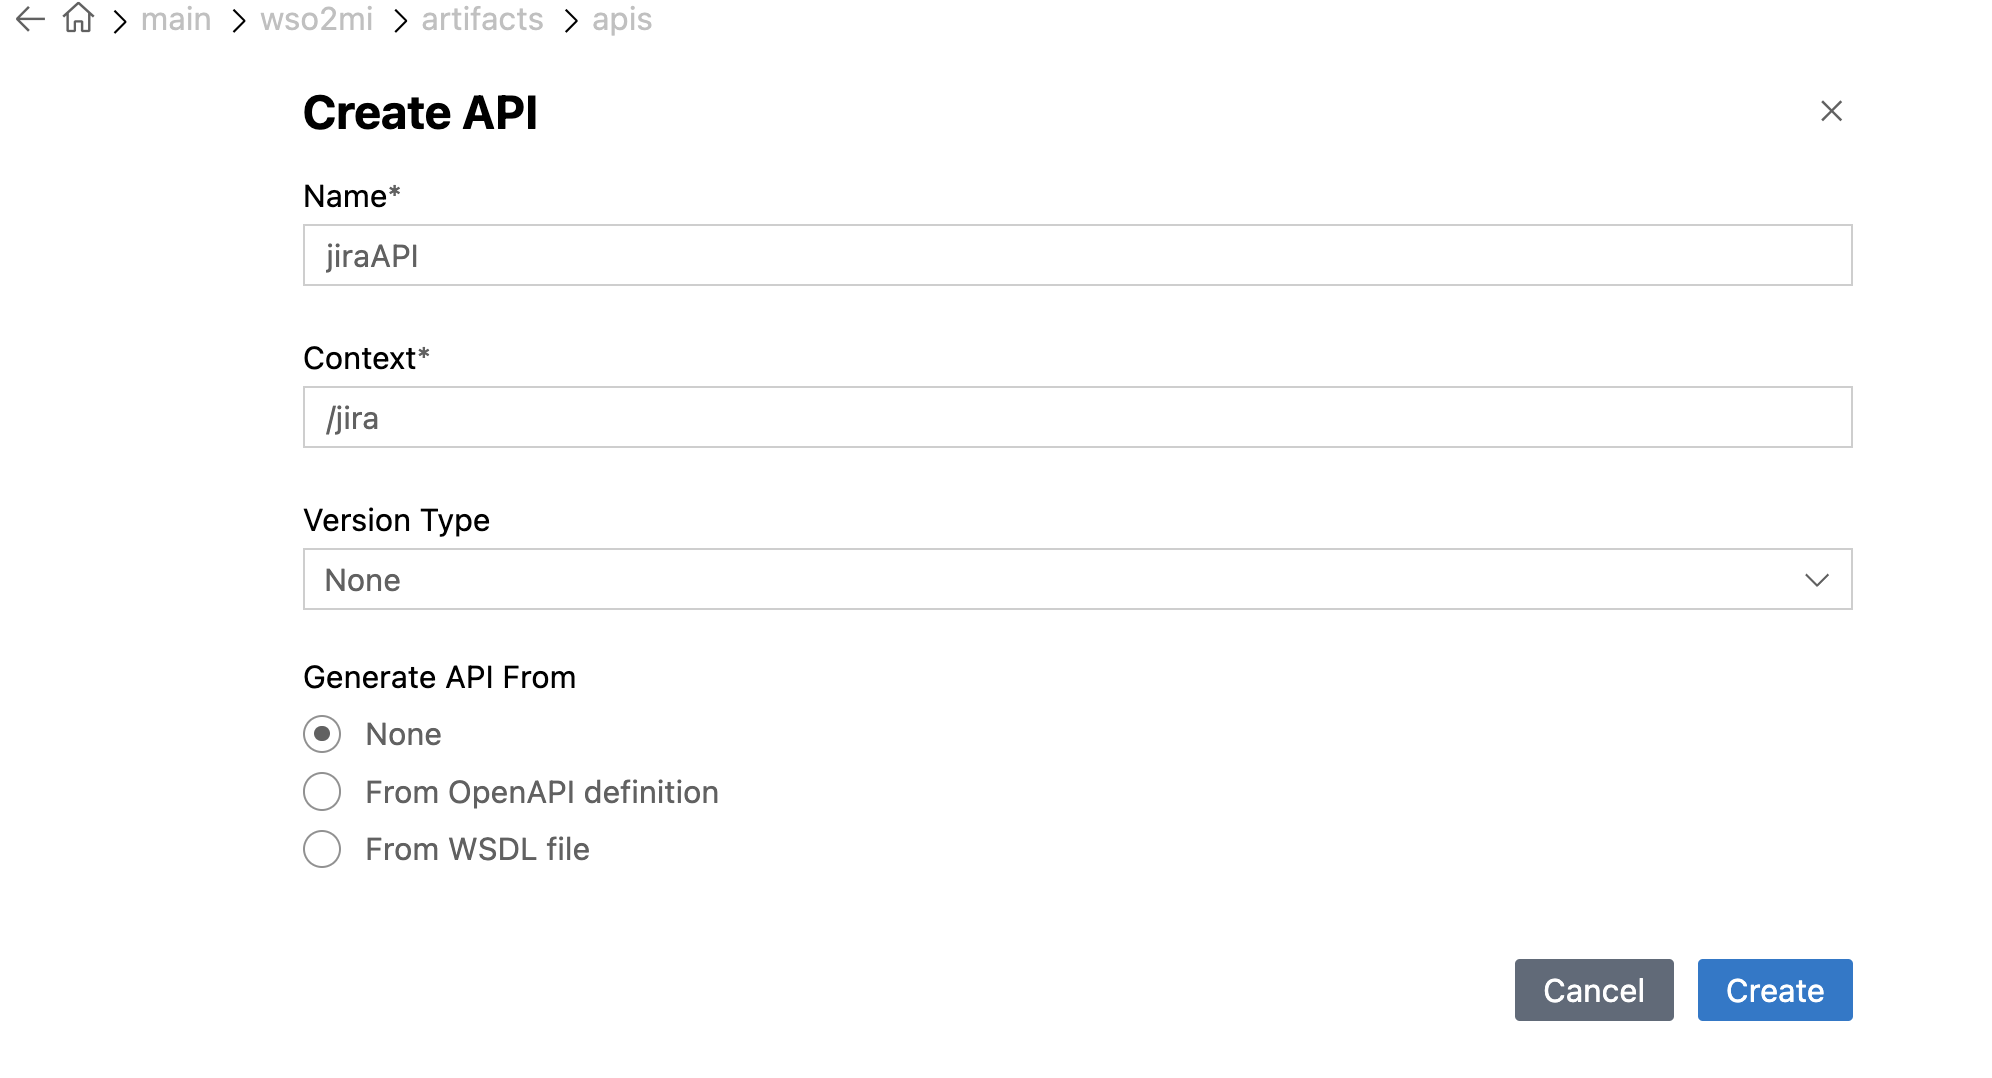 main wso2mi artifacts apis
Create API
Name*
jiraAPI
Context*
/jira
Version Type
None
Generate API From
None
From OpenAPI definition
From WSDL file
Cancel Create